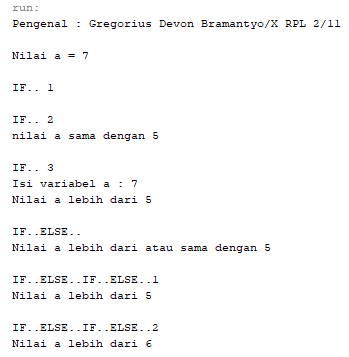 run:
Pengenal : Gregorius Devon Bramantyo/X RPL 2/11
Nilai a = 7
IF.. 1
IF.. 2
nilai a sama dengan 5
IF.. 3
Isi variabel a : 7
Nilai a lebih dari 5
IF..ELSE..
Nilai a lebih dari atau sama dengan 5
IF..ELSE..IF..ELSE..1
Nilai a lebih dari 5
IF..ELSE..IF..ELSE..2
Nilai a lebih dari 6